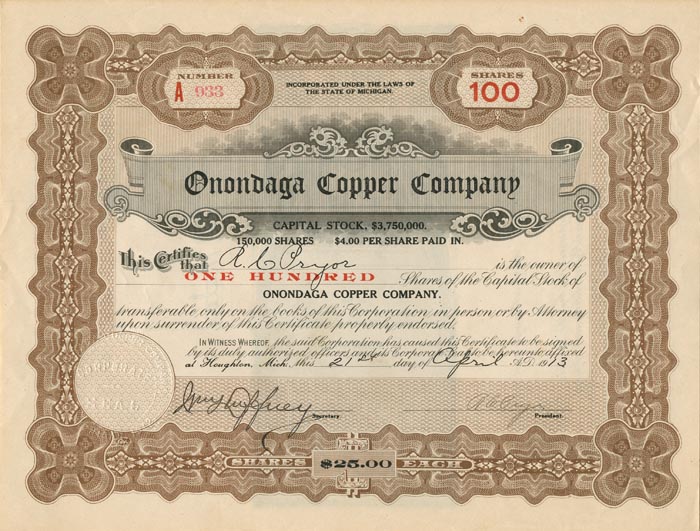 NUMBER
A 933
INCORPORATED UNDER THE LAWS OF
THE STATE OF MICHIGAN
SHARES
100
Onondaga Copper Company
CAPITAL STOCK, $3,750,000.
150,000 SHARES $4.00 PER SHARE PAID IN.
This Certifies that R. C. Pryor is the owner of
ONE HUNDRED Shares of the Capital Stock of
ONONDAGA COPPER COMPANY.
transferable only on the books of this Corporation in person or by Attorney
upon surrender of this Certificate properly endorsed.
IN WITNESS WHEREOF, the said Corporation has caused this Certificate to be signed
by its duly authorized officers and its Corporate to be hereunto affixed
at Houghton, Mich. this 21st day of April A.D. 1913
CORPORATE
SEAL
Secretary
President.
SHARES $25.00 EACH